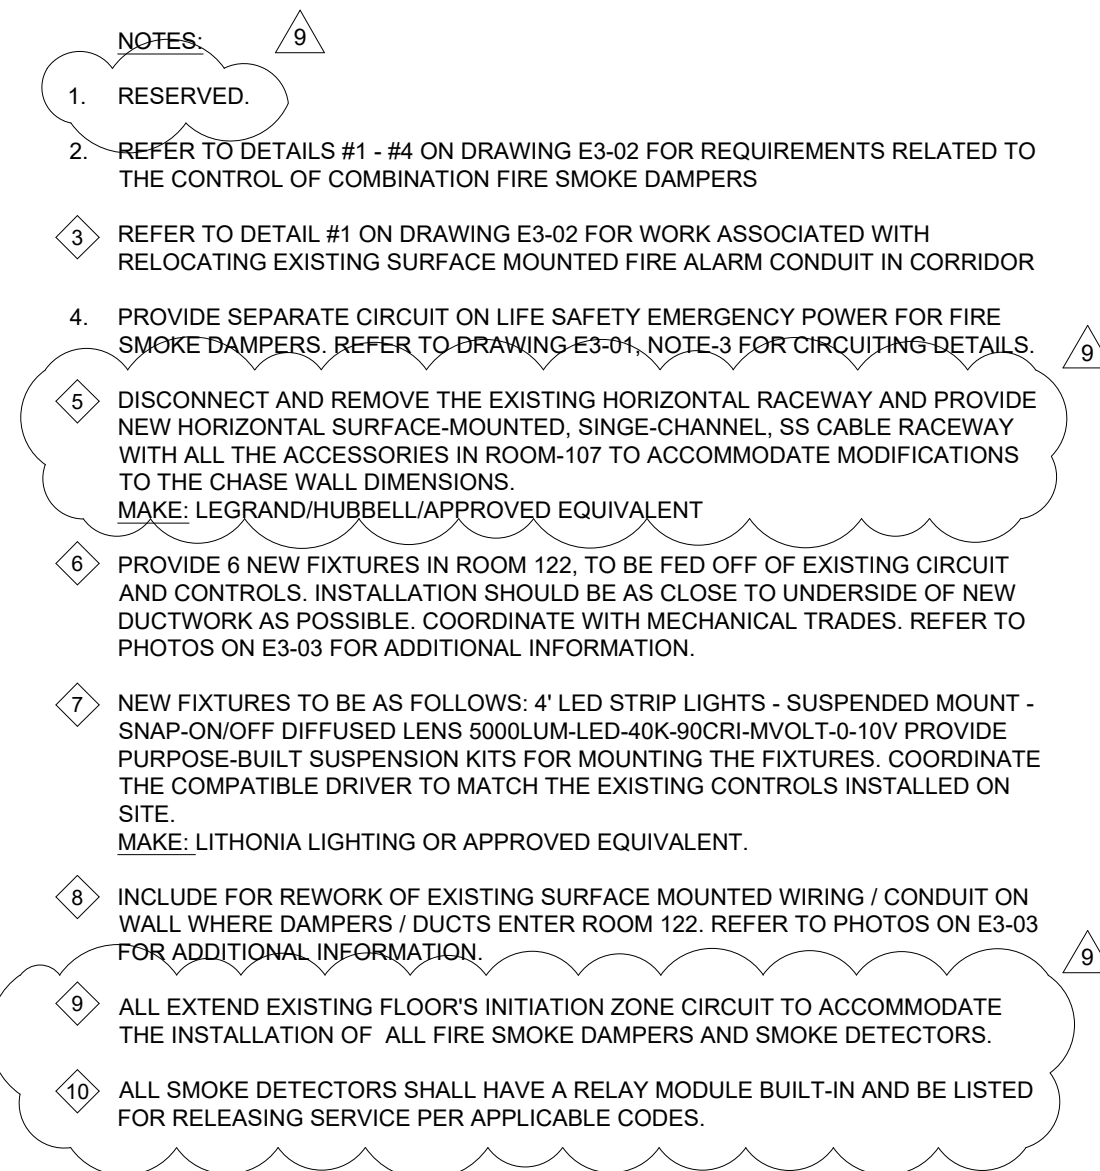 NOTES:
9
1. RESERVED.
2. REFER TO DETAILS #1 - #4 ON DRAWING E3-02 FOR REQUIREMENTS RELATED TO
THE CONTROL OF COMBINATION FIRE SMOKE DAMPERS
3 REFER TO DETAIL #1 ON DRAWING E3-02 FOR WORK ASSOCIATED WITH
RELOCATING EXISTING SURFACE MOUNTED FIRE ALARM CONDUIT IN CORRIDOR
4. PROVIDE SEPARATE CIRCUIT ON LIFE SAFETY EMERGENCY POWER FOR FIRE
SMOKE DAMPERS. REFER TO DRAWING E3-01, NOTE-3 FOR CIRCUITING DETAILS.
9
5 DISCONNECT AND REMOVE THE EXISTING HORIZONTAL RACEWAY AND PROVIDE
NEW HORIZONTAL SURFACE-MOUNTED, SINGE-CHANNEL, SS CABLE RACEWAY
WITH ALL THE ACCESSORIES IN ROOM-107 TO ACCOMMODATE MODIFICATIONS
TO THE CHASE WALL DIMENSIONS.
MAKE: LEGRAND/HUBBELL/APPROVED EQUIVALENT
6 PROVIDE 6 NEW FIXTURES IN ROOM 122, TO BE FED OFF OF EXISTING CIRCUIT
AND CONTROLS. INSTALLATION SHOULD BE AS CLOSE TO UNDERSIDE OF NEW
DUCTWORK AS POSSIBLE. COORDINATE WITH MECHANICAL TRADES. REFER TO
PHOTOS ON E3-03 FOR ADDITIONAL INFORMATION.
7 NEW FIXTURES TO BE AS FOLLOWS: 4' LED STRIP LIGHTS - SUSPENDED MOUNT -
SNAP-ON/OFF DIFFUSED LENS 5000LUM-LED-40K-90CRI-MVOLT-0-10V PROVIDE
PURPOSE-BUILT SUSPENSION KITS FOR MOUNTING THE FIXTURES. COORDINATE
THE COMPATIBLE DRIVER TO MATCH THE EXISTING CONTROLS INSTALLED ON
SITE.
MAKE: LITHONIA LIGHTING OR APPROVED EQUIVALENT.
8 INCLUDE FOR REWORK OF EXISTING SURFACE MOUNTED WIRING / CONDUIT ON
WALL WHERE DAMPERS / DUCTS ENTER ROOM 122. REFER TO PHOTOS ON E3-03
FOR ADDITIONAL INFORMATION.
9
9 ALL EXTEND EXISTING FLOOR'S INITIATION ZONE CIRCUIT TO ACCOMMODATE
THE INSTALLATION OF ALL FIRE SMOKE DAMPERS AND SMOKE DETECTORS.
10 ALL SMOKE DETECTORS SHALL HAVE A RELAY MODULE BUILT-IN AND BE LISTED
FOR RELEASING SERVICE PER APPLICABLE CODES.